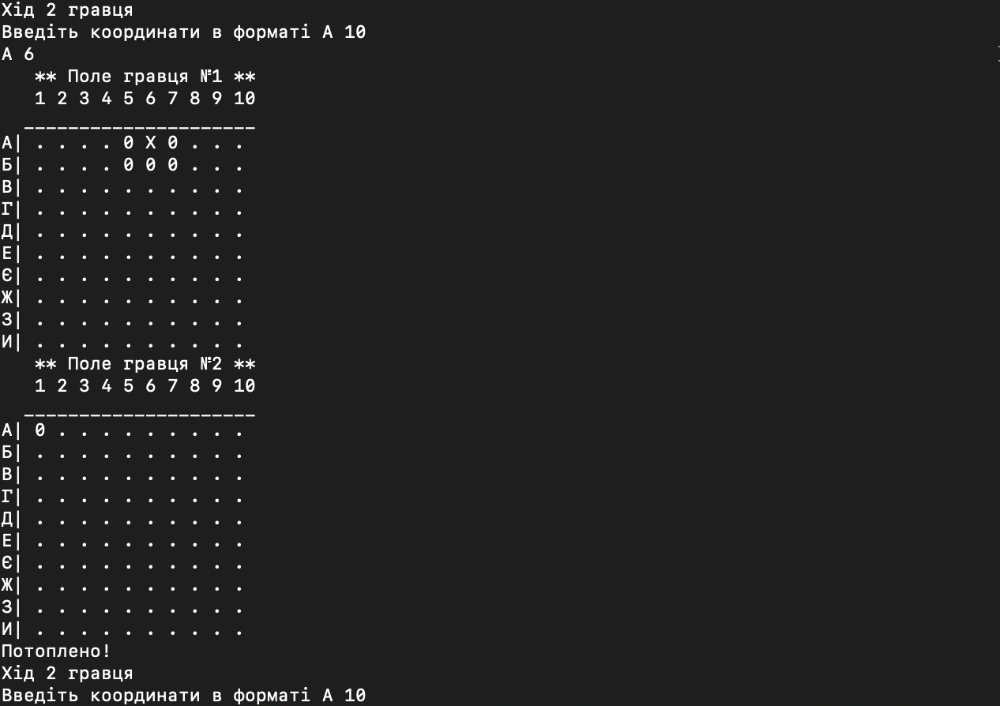 Хід 2 гравця
Введіть координати в форматі А 10
А 6
   ** Поле гравця №1 **
   1 2 3 4 5 6 7 8 9 10
  _____________________
А| . . . . 0 X 0 . . .
Б| . . . . 0 0 0 . . .
В| . . . . . . . . . .
Г| . . . . . . . . . .
Д| . . . . . . . . . .
Е| . . . . . . . . . .
Є| . . . . . . . . . .
Ж| . . . . . . . . . .
З| . . . . . . . . . .
И| . . . . . . . . . .
   ** Поле гравця №2 **
   1 2 3 4 5 6 7 8 9 10
  _____________________
А| 0 . . . . . . . . .
Б| . . . . . . . . . .
В| . . . . . . . . . .
Г| . . . . . . . . . .
Д| . . . . . . . . . .
Е| . . . . . . . . . .
Є| . . . . . . . . . .
Ж| . . . . . . . . . .
З| . . . . . . . . . .
И| . . . . . . . . . .
Потоплено!
Хід 2 гравця
Введіть координати в форматі А 10